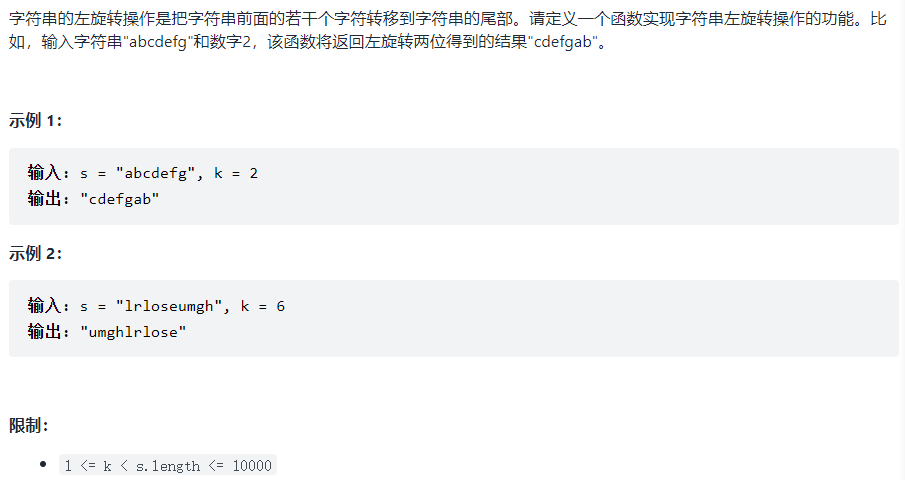 字符串的左旋转操作是把字符串前面的若干个字符转移到字符串的尾部。请定义一个函数实现字符串左旋转操作的功能。比
如，输入字符串"abcdefg"和数字2，该函数将返回左旋转两位得到的结果"cdefgab"。
示例 1：
输入：s = "abcdefg", k = 2
输出："cdefgab"
示例 2：
输入：s = "lrloseumgh", k = 6
输出："umghlrlose"
限制：
• 1 <= k < s.length <= 10000